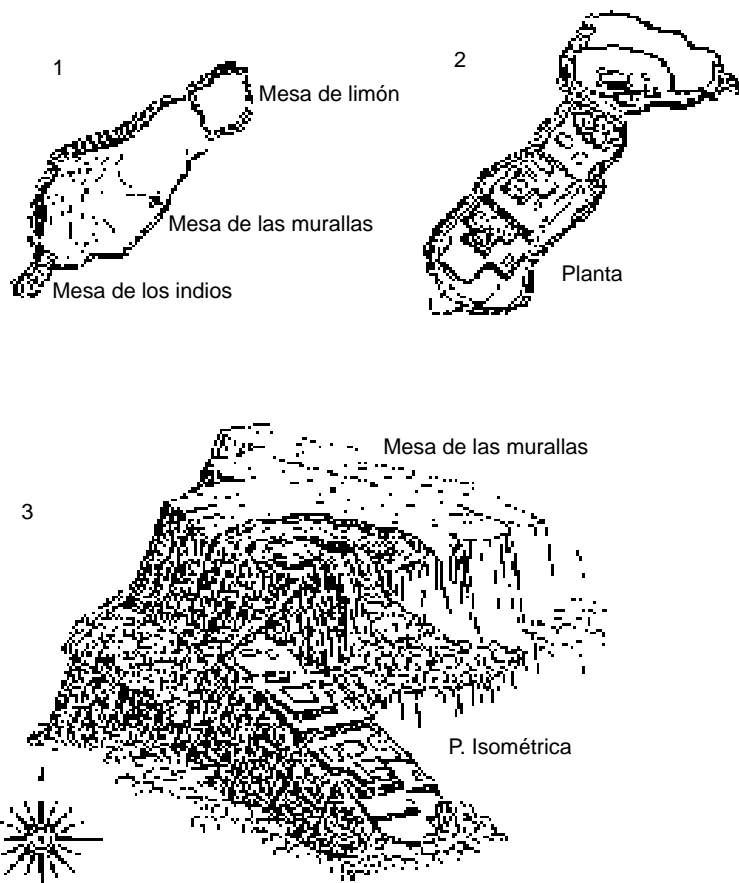 1
2
Mesa de limón
Mesa de las murallas
Mesa de los indios
Planta
Mesa de las murallas
3
P. Isométrica